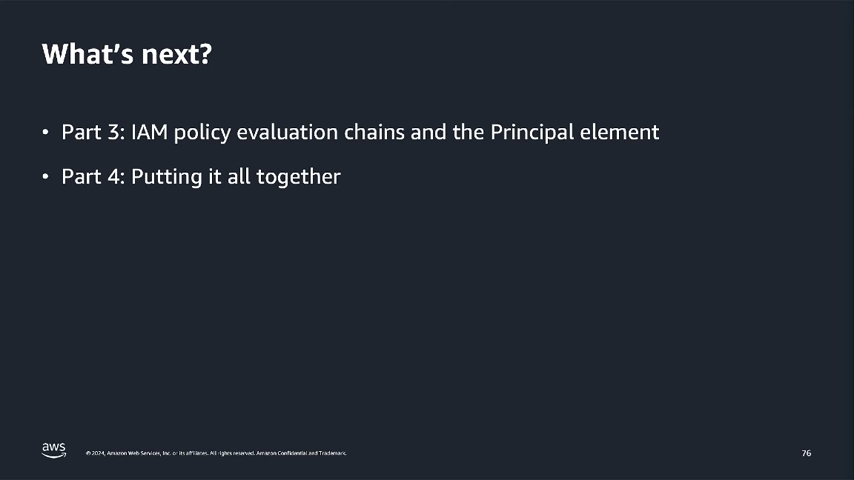 What's next?
• Part 3: IAM policy evaluation chains and the Principal element
• Part 4: Putting it all together
aws
© 2024, Amazon Web Services, Inc. or its affiliates. All rights reserved. Amazon Confidential and Trademark.
76